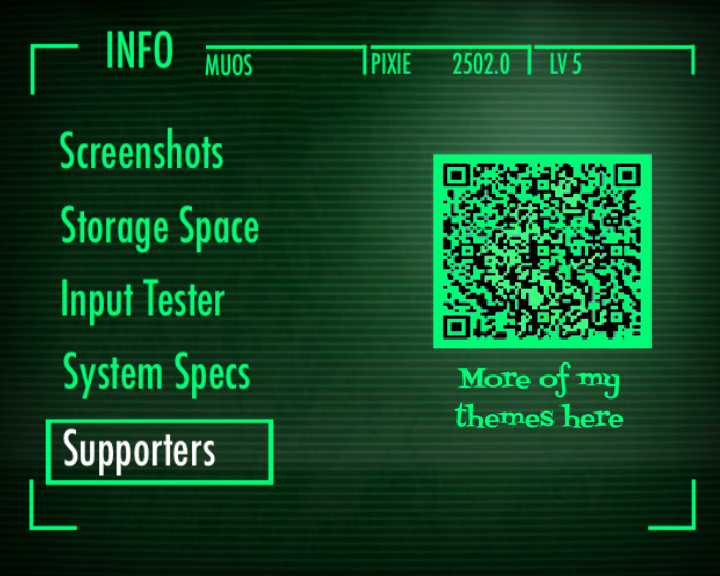 INFO MUOS PIXIE 2502.0 LV 5
Screenshots
Storage Space
Input Tester
System Specs
Supporters
More of my
themes here